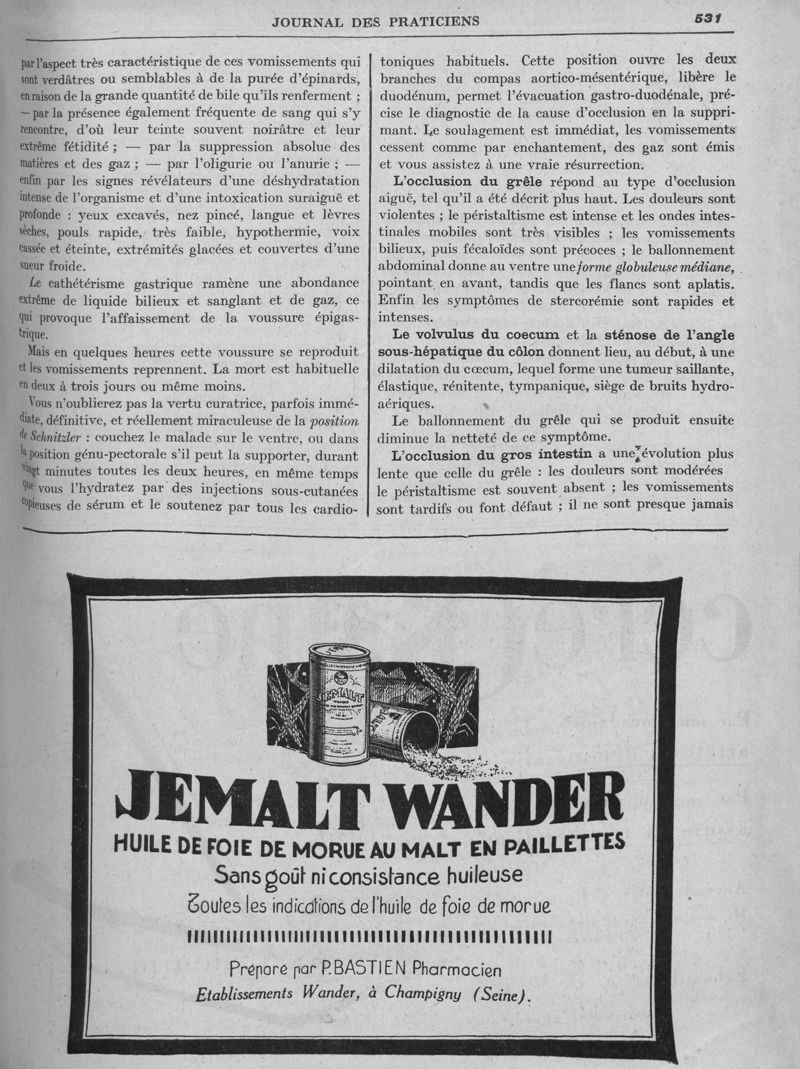 JOURNAL DES PRATICIENS
531
par l'aspect très caractéristique de ces vomissements qui
sont verdâtres ou semblables à de la purée d'épinards,
en raison de la grande quantité de bile qu'ils renferment ;
— par la présence également fréquente de sang qui s'y
rencontre, d'où leur teinte souvent noirâtre et leur
extrême fétidité ; — par la suppression absolue des
matières et des gaz ; — par l'oligurie ou l'anurie ; —
enfin par les signes révélateurs d'une déshydratation
intense de l'organisme et d'une intoxication suraiguë et
profonde : yeux excavés, nez pincé, langue et lèvres
sèches, pouls rapide, très faible, hypothermie, voix
cassée et éteinte, extrémités glacées et couvertes d'une
sueur froide.
Le cathétérisme gastrique ramène une abondance
extrême de liquide bilieux et sanglant et de gaz, ce
qui provoque l'affaissement de la voussure épigas-
trique.
Mais en quelques heures cette voussure se reproduit
et les vomissements reprennent. La mort est habituelle
en deux à trois jours ou même moins.
Vous n'oublierez pas la vertu curatrice, parfois immé-
diate, définitive, et réellement miraculeuse de la position
de Schnitzler : couchez le malade sur le ventre, ou dans
la position génu-pectorale s'il peut la supporter, durant
vingt minutes toutes les deux heures, en même temps
que vous l'hydratez par des injections sous-cutanées
copieuses de sérum et le soutenez par tous les cardio-
toniques habituels. Cette position ouvre les deux
branches du compas aortico-mésentérique, libère le
duodénum, permet l'évacuation gastro-duodénale, pré-
cise le diagnostic de la cause d'occlusion en la suppri-
mant. Le soulagement est immédiat, les vomissements
cessent comme par enchantement, des gaz sont émis
et vous assistez à une vraie résurrection.
L'occlusion du grêle répond au type d'occlusion
aiguë, tel qu'il a été décrit plus haut. Les douleurs sont
violentes ; le péristaltisme est intense et les ondes intes-
tinales mobiles sont très visibles ; les vomissements
bilieux, puis fécaloïdes sont précoces ; le ballonnement
abdominal donne au ventre une forme globuleuse médiane,
pointant en avant, tandis que les flancs sont aplatis.
Enfin les symptômes de stercorémie sont rapides et
intenses.
Le volvulus du coecum et la sténose de l'angle
sous-hépatique du côlon donnent lieu, au début, à une
dilatation du cœcum, lequel forme une tumeur saillante,
élastique, rénitente, tympanique, siège de bruits hydro-
aériques.
Le ballonnement du grêle qui se produit ensuite
diminue la netteté de ce symptôme.
L'occlusion du gros intestin a une évolution plus
lente que celle du grêle : les douleurs sont modérées
le péristaltisme est souvent absent ; les vomissements
sont tardifs ou font défaut ; il ne sont presque jamais
JEMALT
JEMALT WANDER
HUILE DE FOIE DE MORUE AU MALT EN PAILLETTES
Sans goût ni consistance huileuse
Toutes les indications de l'huile de foie de morue
Préparé par P. BASTIEN Pharmacien
Etablissements Wander, à Champigny (Seine).